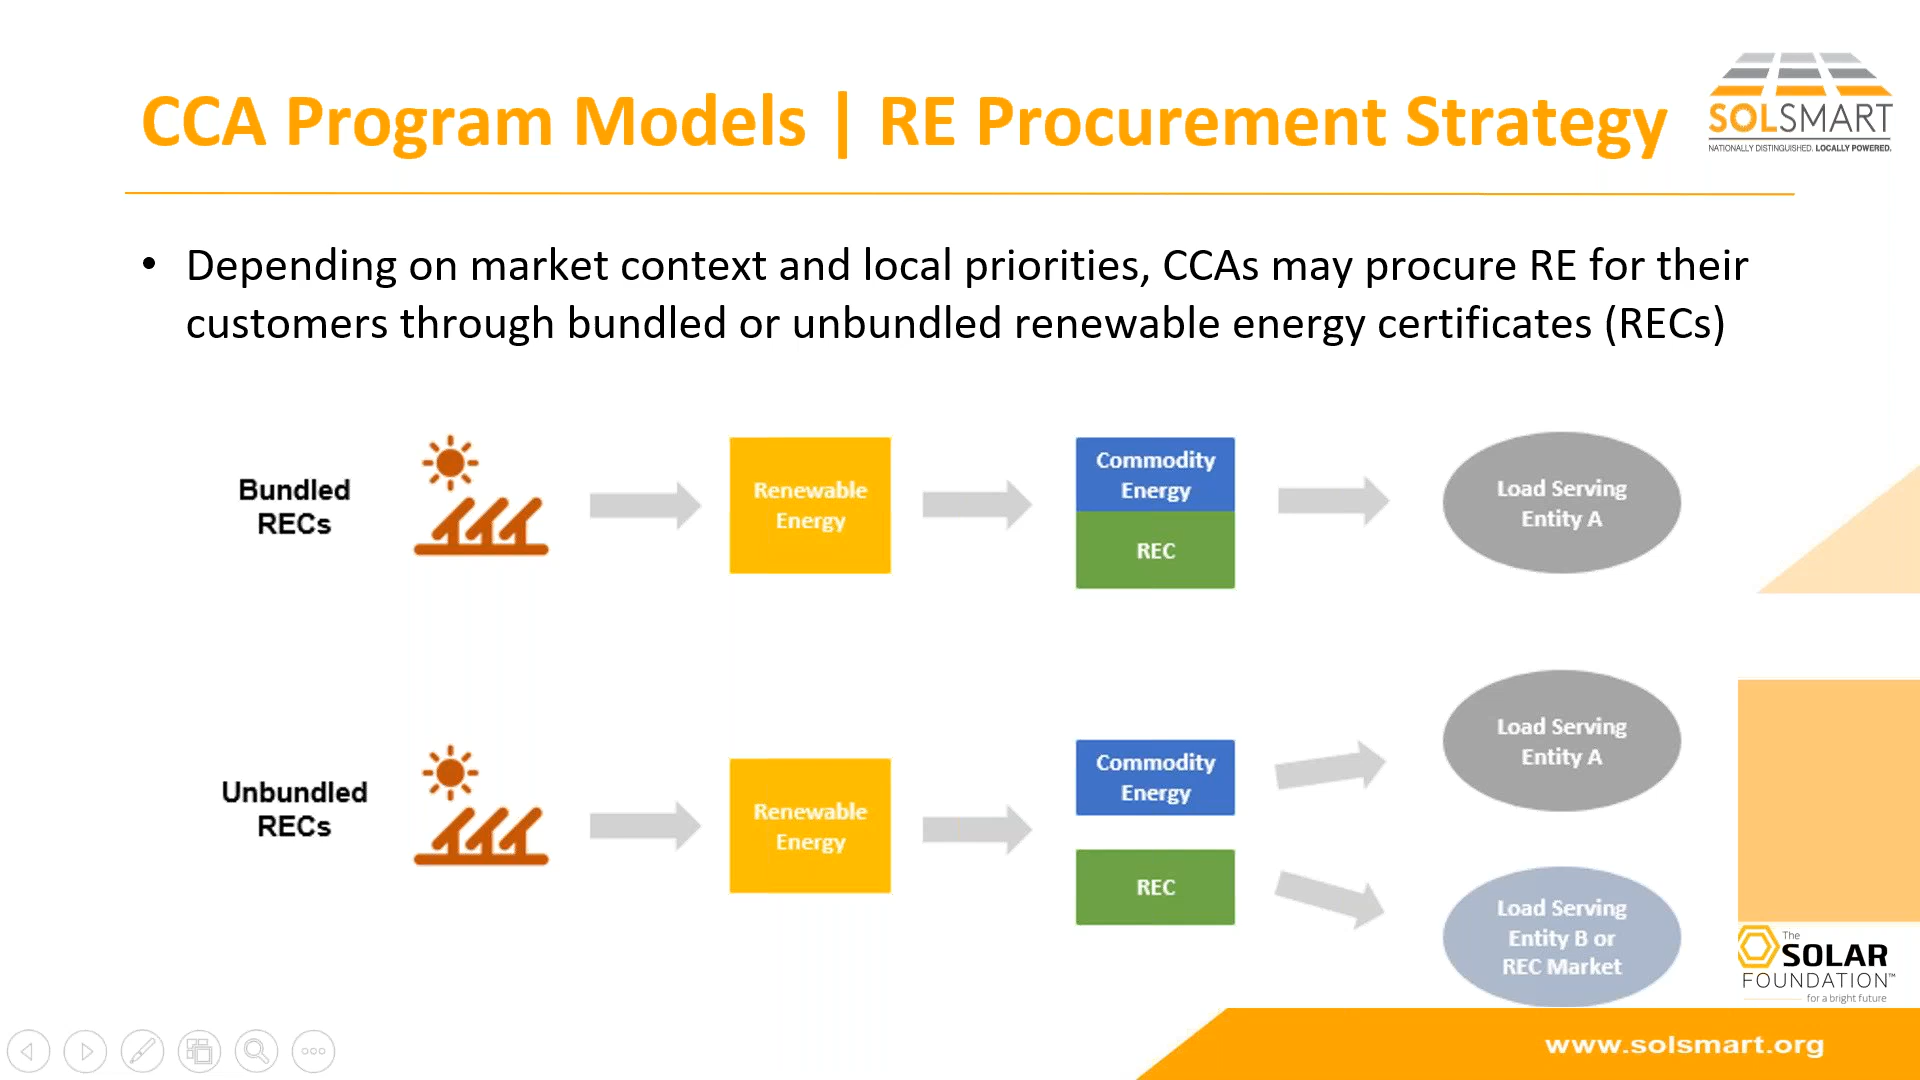 CCA Program Models | RE Procurement Strategy
SOLSMART
NATIONALLY DISTINGUISHED. LOCALLY POWERED.
• Depending on market context and local priorities, CCAs may procure RE for their
customers through bundled or unbundled renewable energy certificates (RECs)
Bundled
RECs
Renewable
Energy
Commodity
Energy
REC
Load Serving
Entity A
Unbundled
RECs
Renewable
Energy
Commodity
Energy
REC
Load Serving
Entity A
Load Serving
Entity B or
REC Market
The
SOLAR
FOUNDATION™
for a bright future
www.solsmart.org